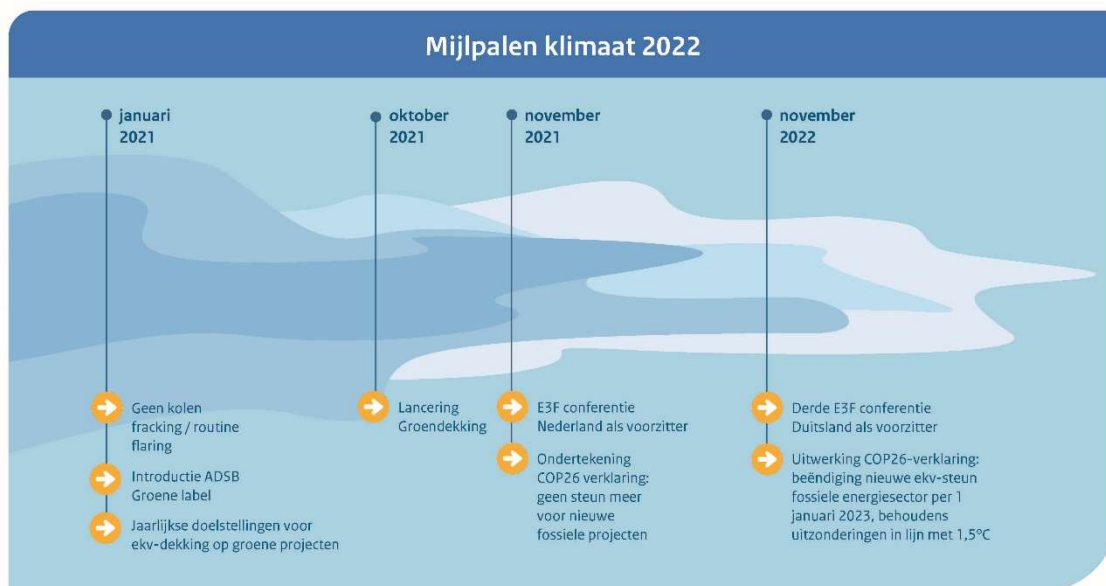 Mijlpalen klimaat 2022
januari
2021
Geen kolen
fracking / routine
flaring
Introductie ADSB
Groene label
Jaarlijkse doelstellingen voor
ekv-dekking op groene projecten
oktober
2021
Lancering
Groendekking
november
2021
E3F conferentie
Nederland als voorzitter
Ondertekening
COP26 verklaring:
geen steun meer
voor nieuwe
fossiele projecten
november
2022
Derde E3F conferentie
Duitsland als voorzitter
Uitwerking COP26-verklaring:
beëndiging nieuwe ekv-steun
fossiele energiesector per 1
januari 2023, behoudens
uitzonderingen in lijn met 1,5°C